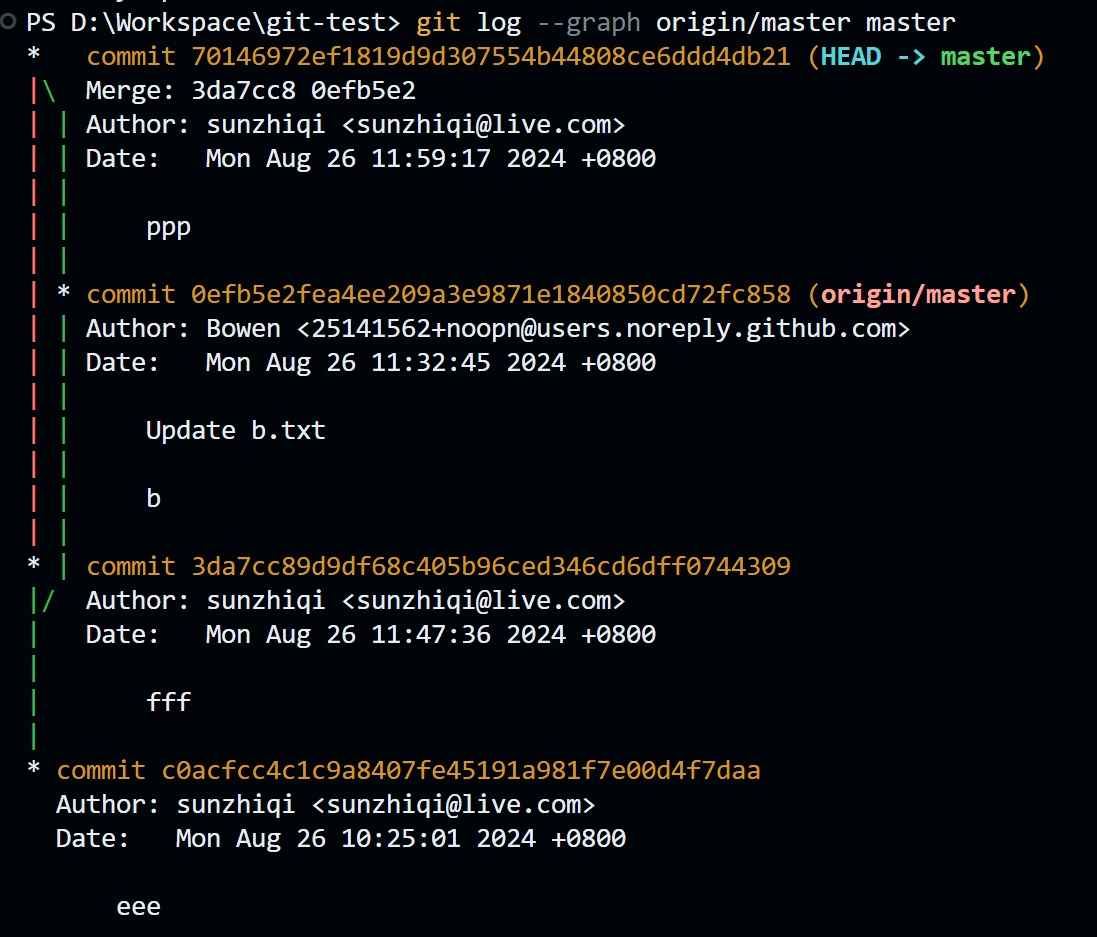 PS D:\Workspace\git-test> git log --graph origin/master master
*   commit 70146972ef1819d9d307554b44808ce6ddd4db21 (HEAD -> master)
|\  Merge: 3da7cc8 0efb5e2
| | Author: sunzhiqi <sunzhiqi@live.com>
| | Date:   Mon Aug 26 11:59:17 2024 +0800
| |
| |     ppp
| |
| * commit 0efb5e2fea4ee209a3e9871e1840850cd72fc858 (origin/master)
| | Author: Bowen <25141562+noopn@users.noreply.github.com>
| | Date:   Mon Aug 26 11:32:45 2024 +0800
| |
| |     Update b.txt
| |
| |     b
| |
* | commit 3da7cc89d9df68c405b96ced346cd6dff0744309
|/  Author: sunzhiqi <sunzhiqi@live.com>
|   Date:   Mon Aug 26 11:47:36 2024 +0800
|
|       fff
|
* commit c0acfcc4c1c9a8407fe45191a981f7e00d4f7daa
  Author: sunzhiqi <sunzhiqi@live.com>
  Date:   Mon Aug 26 10:25:01 2024 +0800

      eee